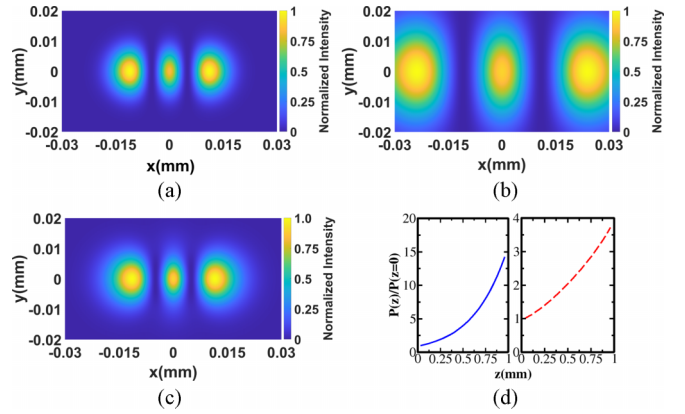 0.02
0.01
0
-0.01
-0.02
y(mm)
-0.03 -0.015 0 0.015 0.03
x(mm)
1
0.75
0.5
0.25
0
Normalized Intensity
(a)
0.02
0.01
0
-0.01
-0.02
y(mm)
-0.03 -0.015 0 0.015 0.03
x(mm)
1
0.75
0.5
0.25
0
Normalized Intensity
(b)
0.02
0.01
0
-0.01
-0.02
y(mm)
-0.03 -0.015 0 0.015 0.03
x(mm)
1.0
0.75
0.5
0.25
0
Normalized Intensity
(c)
20
15
10
5
0
P(z)/P(z=0)
0 0.25 0.5 0.75 1
4
3
2
1
0
0 0.25 0.5 0.75 1
z(mm)
(d)